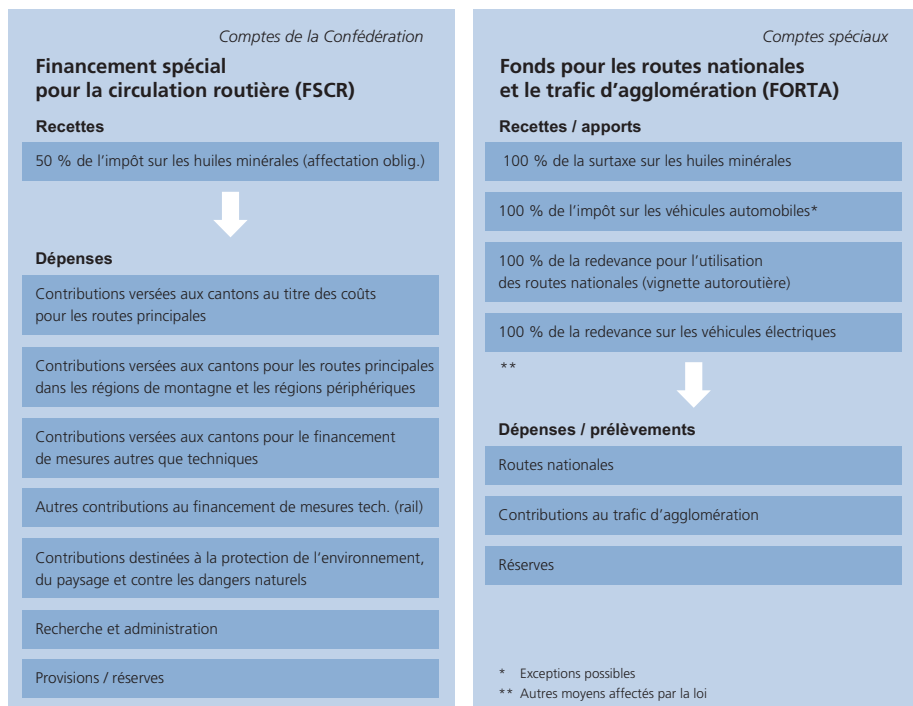 Comptes de la Confédération
Financement spécial
pour la circulation routière (FSCR)
Recettes
50 % de l'impôt sur les huiles minérales (affectation oblig.)
Dépenses
Contributions versées aux cantons au titre des coûts
pour les routes principales
Contributions versées aux cantons pour les routes principales
dans les régions de montagne et les régions périphériques
Contributions versées aux cantons pour le financement
de mesures autres que techniques
Autres contributions au financement de mesures tech. (rail)
Contributions destinées à la protection de l'environnement,
du paysage et contre les dangers naturels
Recherche et administration
Provisions / réserves
Comptes spéciaux
Fonds pour les routes nationales
et le trafic d'agglomération (FORTA)
Recettes / apports
100 % de la surtaxe sur les huiles minérales
100 % de l'impôt sur les véhicules automobiles*
100 % de la redevance pour l'utilisation
des routes nationales (vignette autoroutière)
100 % de la redevance sur les véhicules électriques
**
Dépenses / prélèvements
Routes nationales
Contributions au trafic d'agglomération
Réserves
* Exceptions possibles
** Autres moyens affectés par la loi